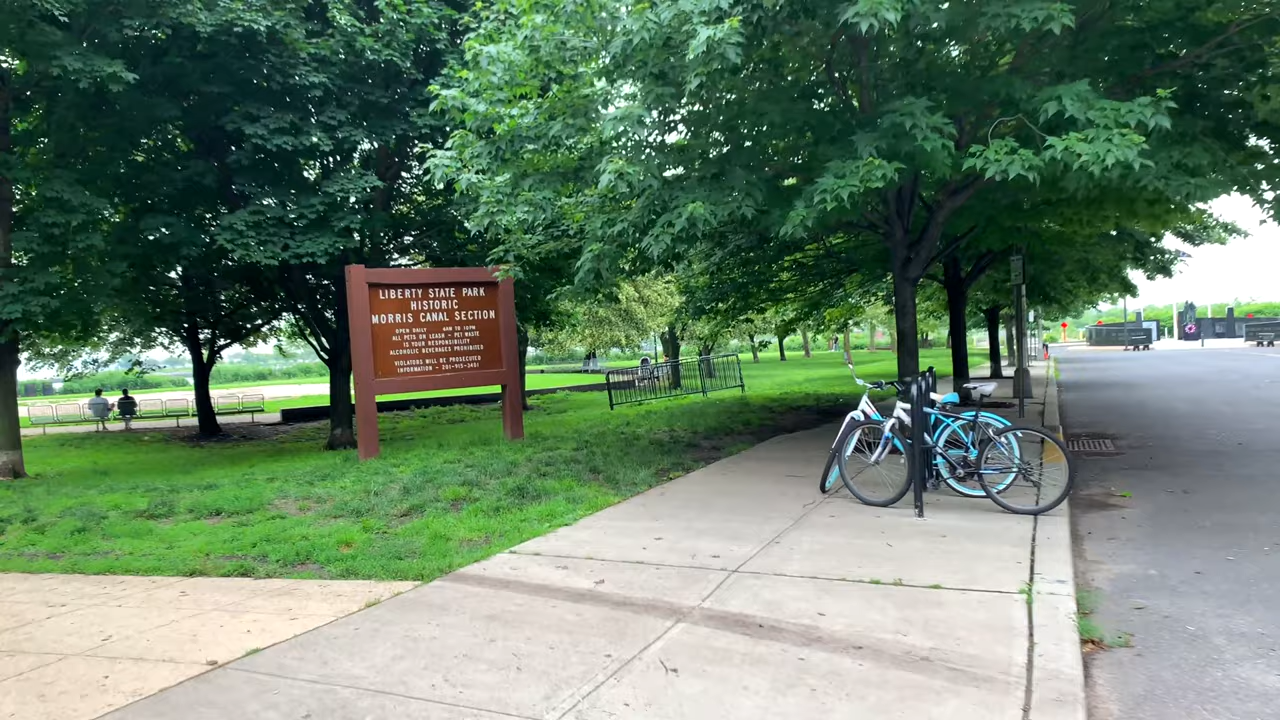 LIBERTY STATE PARK
HISTORIC
MORRIS CANAL SECTION
OPEN DAILY 6AM TO 10PM
ALL PETS ON LEASH - PET WASTE
IS YOUR RESPONSIBILITY
ALCOHOLIC BEVERAGES PROHIBITED
VIOLATORS WILL BE PROSECUTED
INFORMATION - 201-915-3401